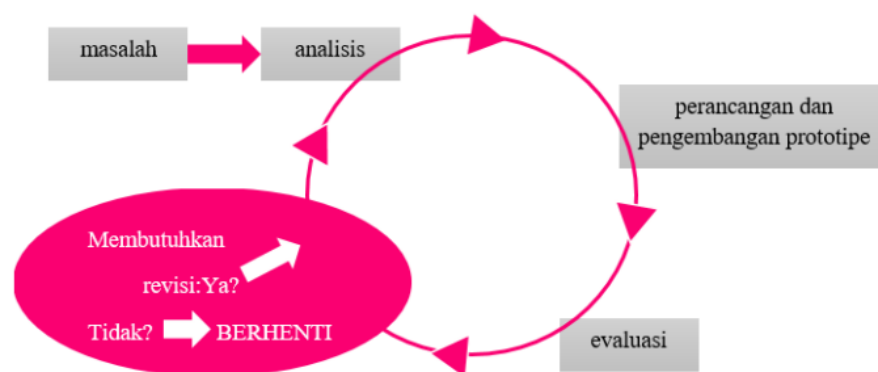 masalah
analisis
perancangan dan
pengembangan prototipe
Membutuhkan
revisi:Ya?
Tidak?
BERHENTI
evaluasi